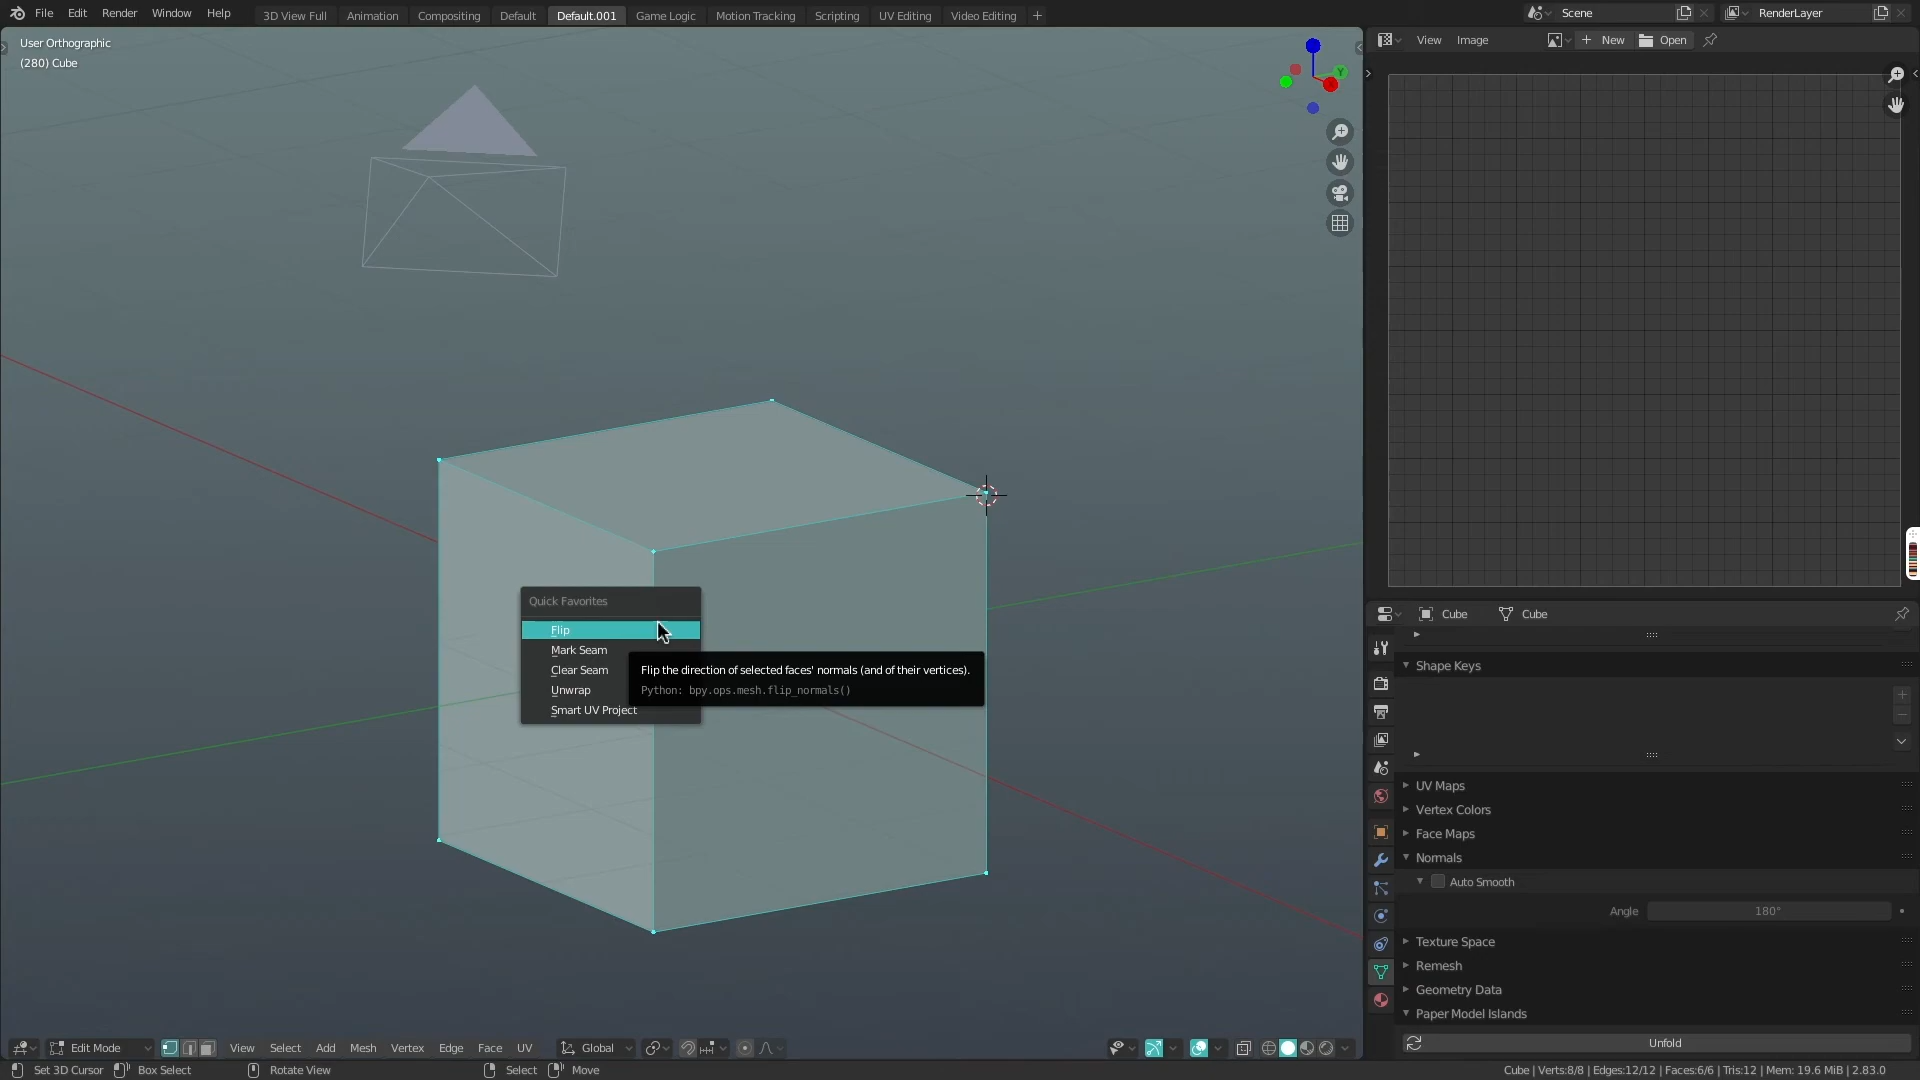 File Edit Render Window Help
3D View Full Animation Compositing Default Default.001 Game Logic Motion Tracking Scripting UV Editing Video Editing
Scene
RenderLayer
User Orthographic
(280) Cube
Y
View Image
New Open
Quick Favorites
Flip
Mark Seam
Clear Seam
Unwrap
Smart UV Project
Flip the direction of selected faces' normals (and of their vertices).
Python: bpy.ops.mesh.flip_normals()
Cube Cube
Shape Keys
UV Maps
Vertex Colors
Face Maps
Normals
Auto Smooth
Angle 180°
Texture Space
Remesh
Geometry Data
Paper Model Islands
Unfold
Edit Mode View Select Add Mesh Vertex Edge Face UV Global
Set 3D Cursor Box Select Rotate View Select Move
Cube | Verts:8/8 | Edges:12/12 | Faces:6/6 | Tris:12 | Mem: 19.6 MiB | 2.83.0